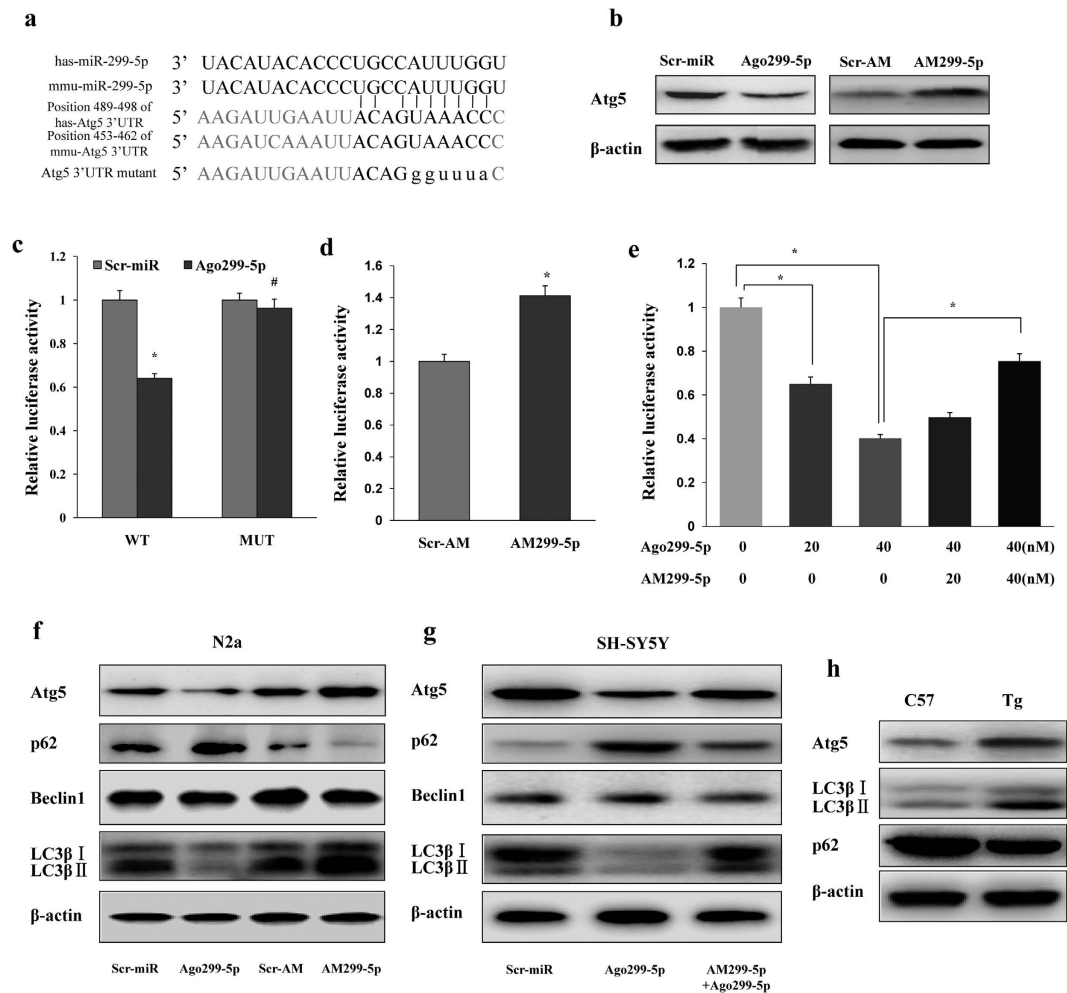 a
has-miR-299-5p 3’ UACAUACACCCUGCCAUUUGGU
mmu-miR-299-5p 3’ UACAUACACCCUGCCAUUUGGU
Position 489-498 of
has-Atg5 3’UTR 5’ AAGAUUGAAUUACAGUAAACCC
Position 453-462 of
mmu-Atg5 3’UTR 5’ AAGAUCAAAUUACAGUAAACCC
Atg5 3’UTR mutant 5’ AAGAUUGAAUUACAGgguuuaC
b
Scr-miR Ago299-5p Scr-AM AM299-5p
Atg5
β-actin
c
Relative luciferase activity
1.2
1
0.8
0.6
0.4
0.2
0
Scr-miR Ago299-5p
*
#
WT MUT
d
Relative luciferase activity
1.6
1.4
1.2
1
0.8
0.6
0.4
0.2
0
*
Scr-AM AM299-5p
e
Relative luciferase activity
1.2
1
0.8
0.6
0.4
0.2
0
*
*
*
Ago299-5p 0 20 40 40 40(nM)
AM299-5p 0 0 0 20 40(nM)
f
N2a
Atg5
p62
Beclin1
LC3β Ⅰ
LC3β Ⅱ
β-actin
Scr-miR Ago299-5p Scr-AM AM299-5p
g
SH-SY5Y
Atg5
p62
Beclin1
LC3β Ⅰ
LC3β Ⅱ
β-actin
Scr-miR Ago299-5p AM299-5p
+Ago299-5p
h
C57 Tg
Atg5
LC3β Ⅰ
LC3β Ⅱ
p62
β-actin